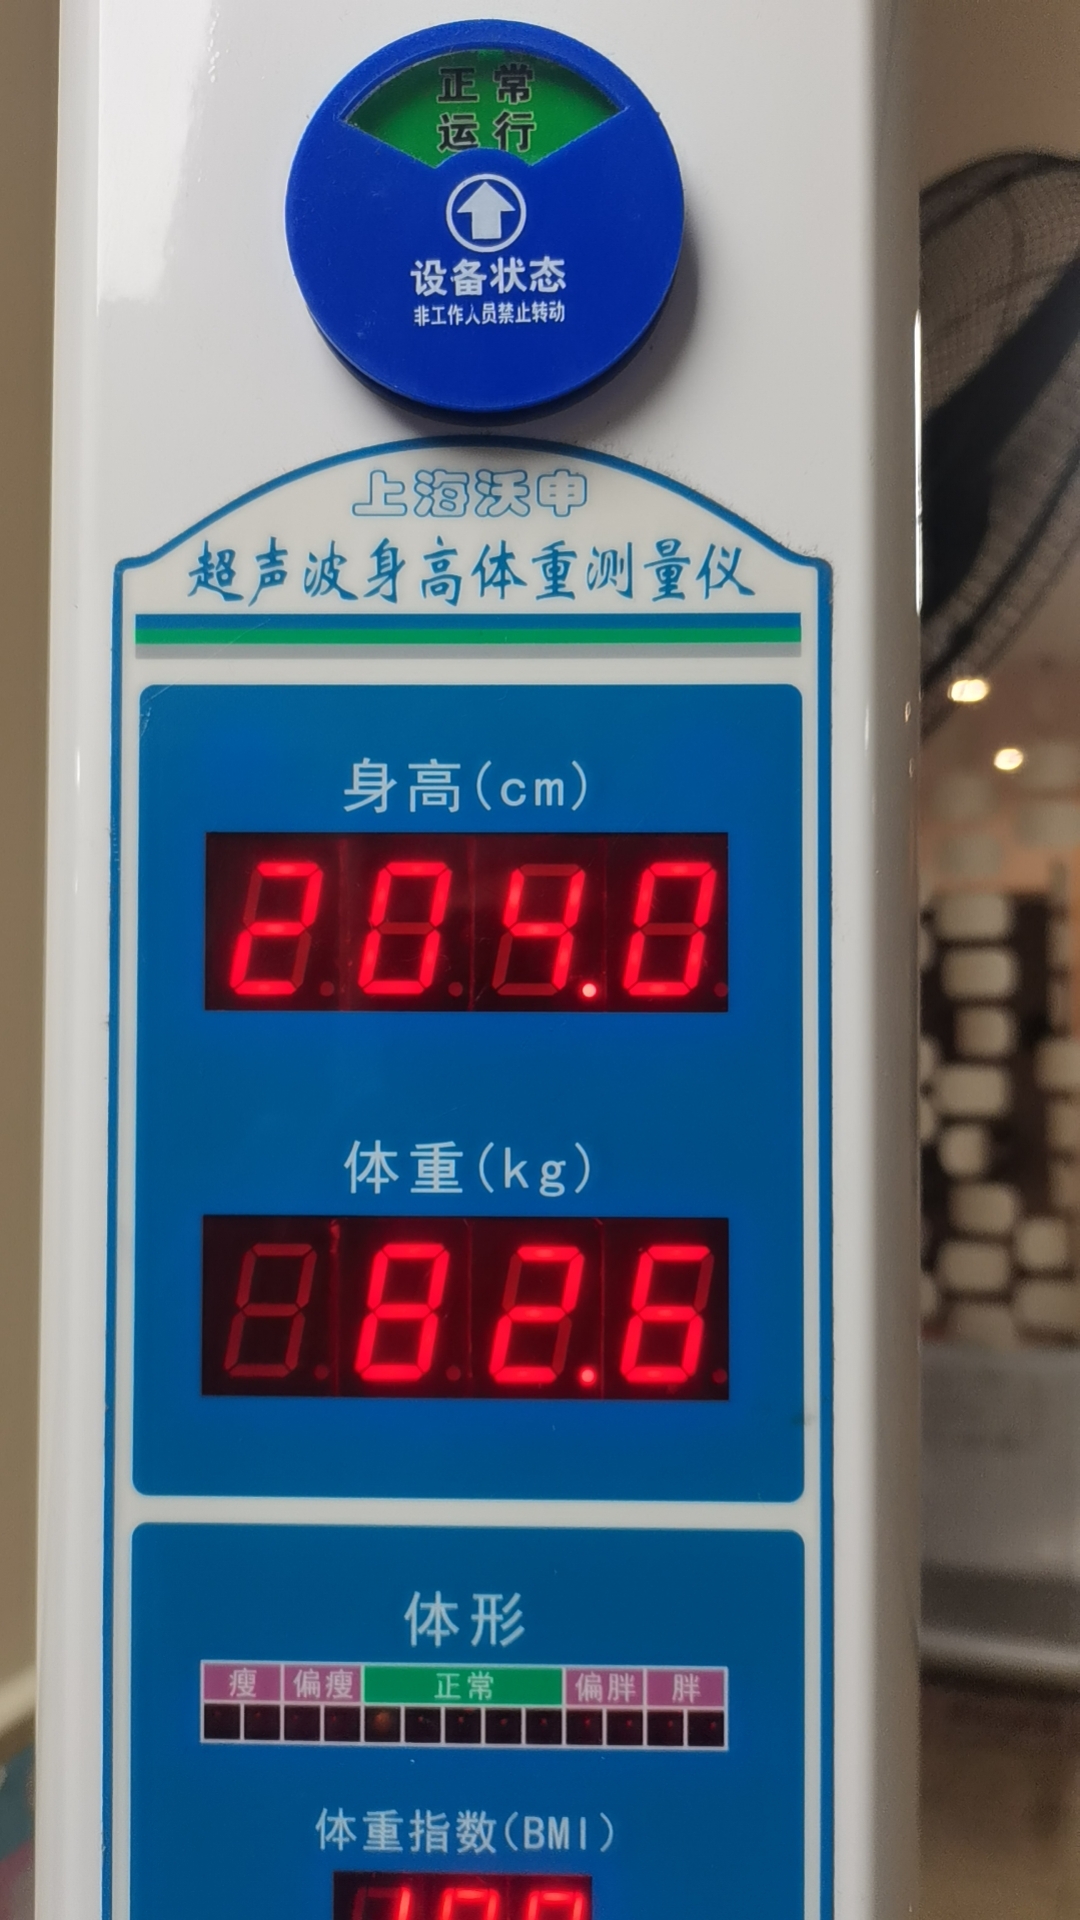 正常
运行
设备状态
非工作人员禁止转动
上海沃申
超声波身高体重测量仪
身高(cm)
204.0
体重(kg)
82.6
体形
瘦 偏瘦 正常 偏胖 胖
体重指数(BMI)